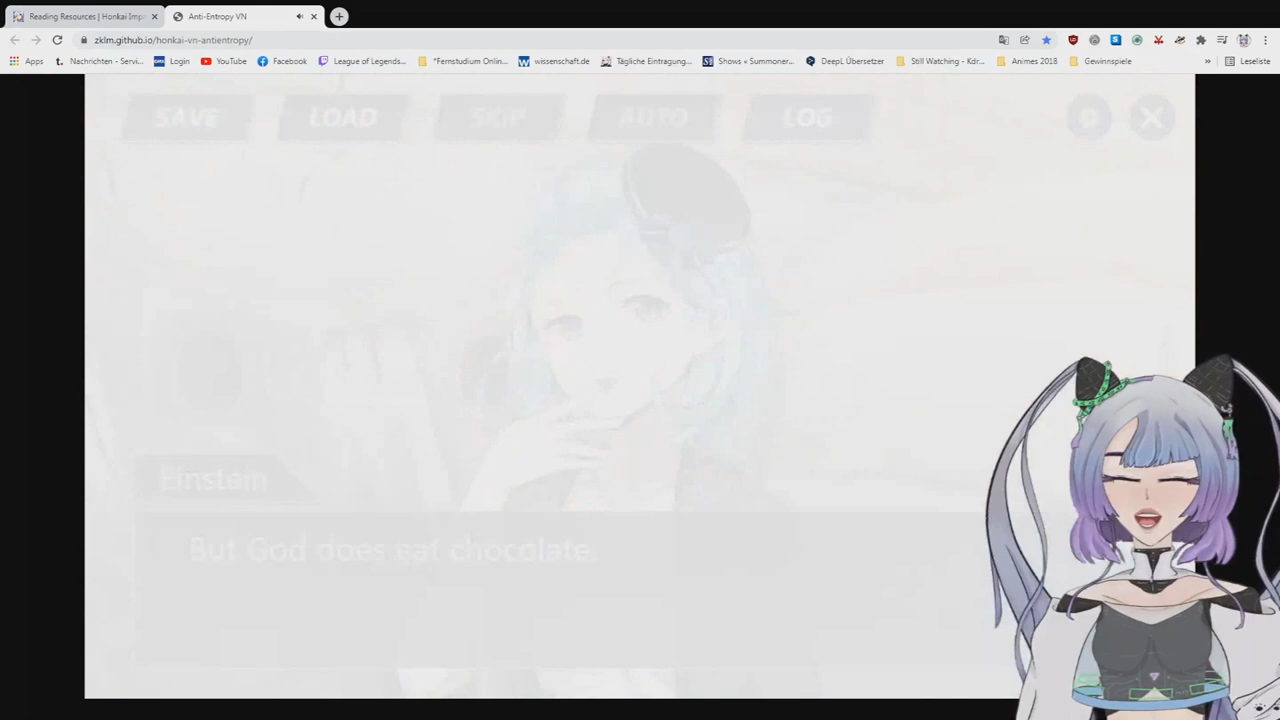 Reading Resources | Honkai Imp
Anti-Entropy VN
zklm.github.io/honkai-vn-antientropy/
Apps
Nachrichten - Servi...
Login
YouTube
Facebook
League of Legends...
*Fernstudium Onlin...
wissenschaft.de
Tägliche Eintragung...
Shows « Summoner...
DeepL Übersetzer
Still Watching - Kdr...
Animes 2018
Gewinnspiele
»
Leseliste
SAVE
LOAD
SKIP
AUTO
LOG
Einstein
But God does eat chocolate.